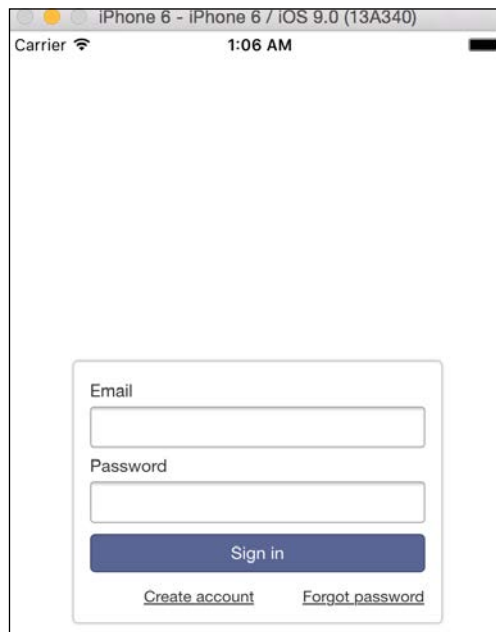 iPhone 6 - iPhone 6 / iOS 9.0 (13A340)
Carrier 1:06 AM
Email
Password
Sign in
Create account Forgot password